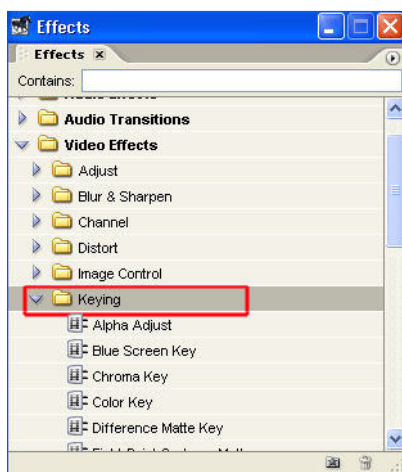 Effects
Effects
Contains:
Audio Transitions
Video Effects
Adjust
Blur & Sharpen
Channel
Distort
Image Control
Keying
Alpha Adjust
Blue Screen Key
Chroma Key
Color Key
Difference Matte Key